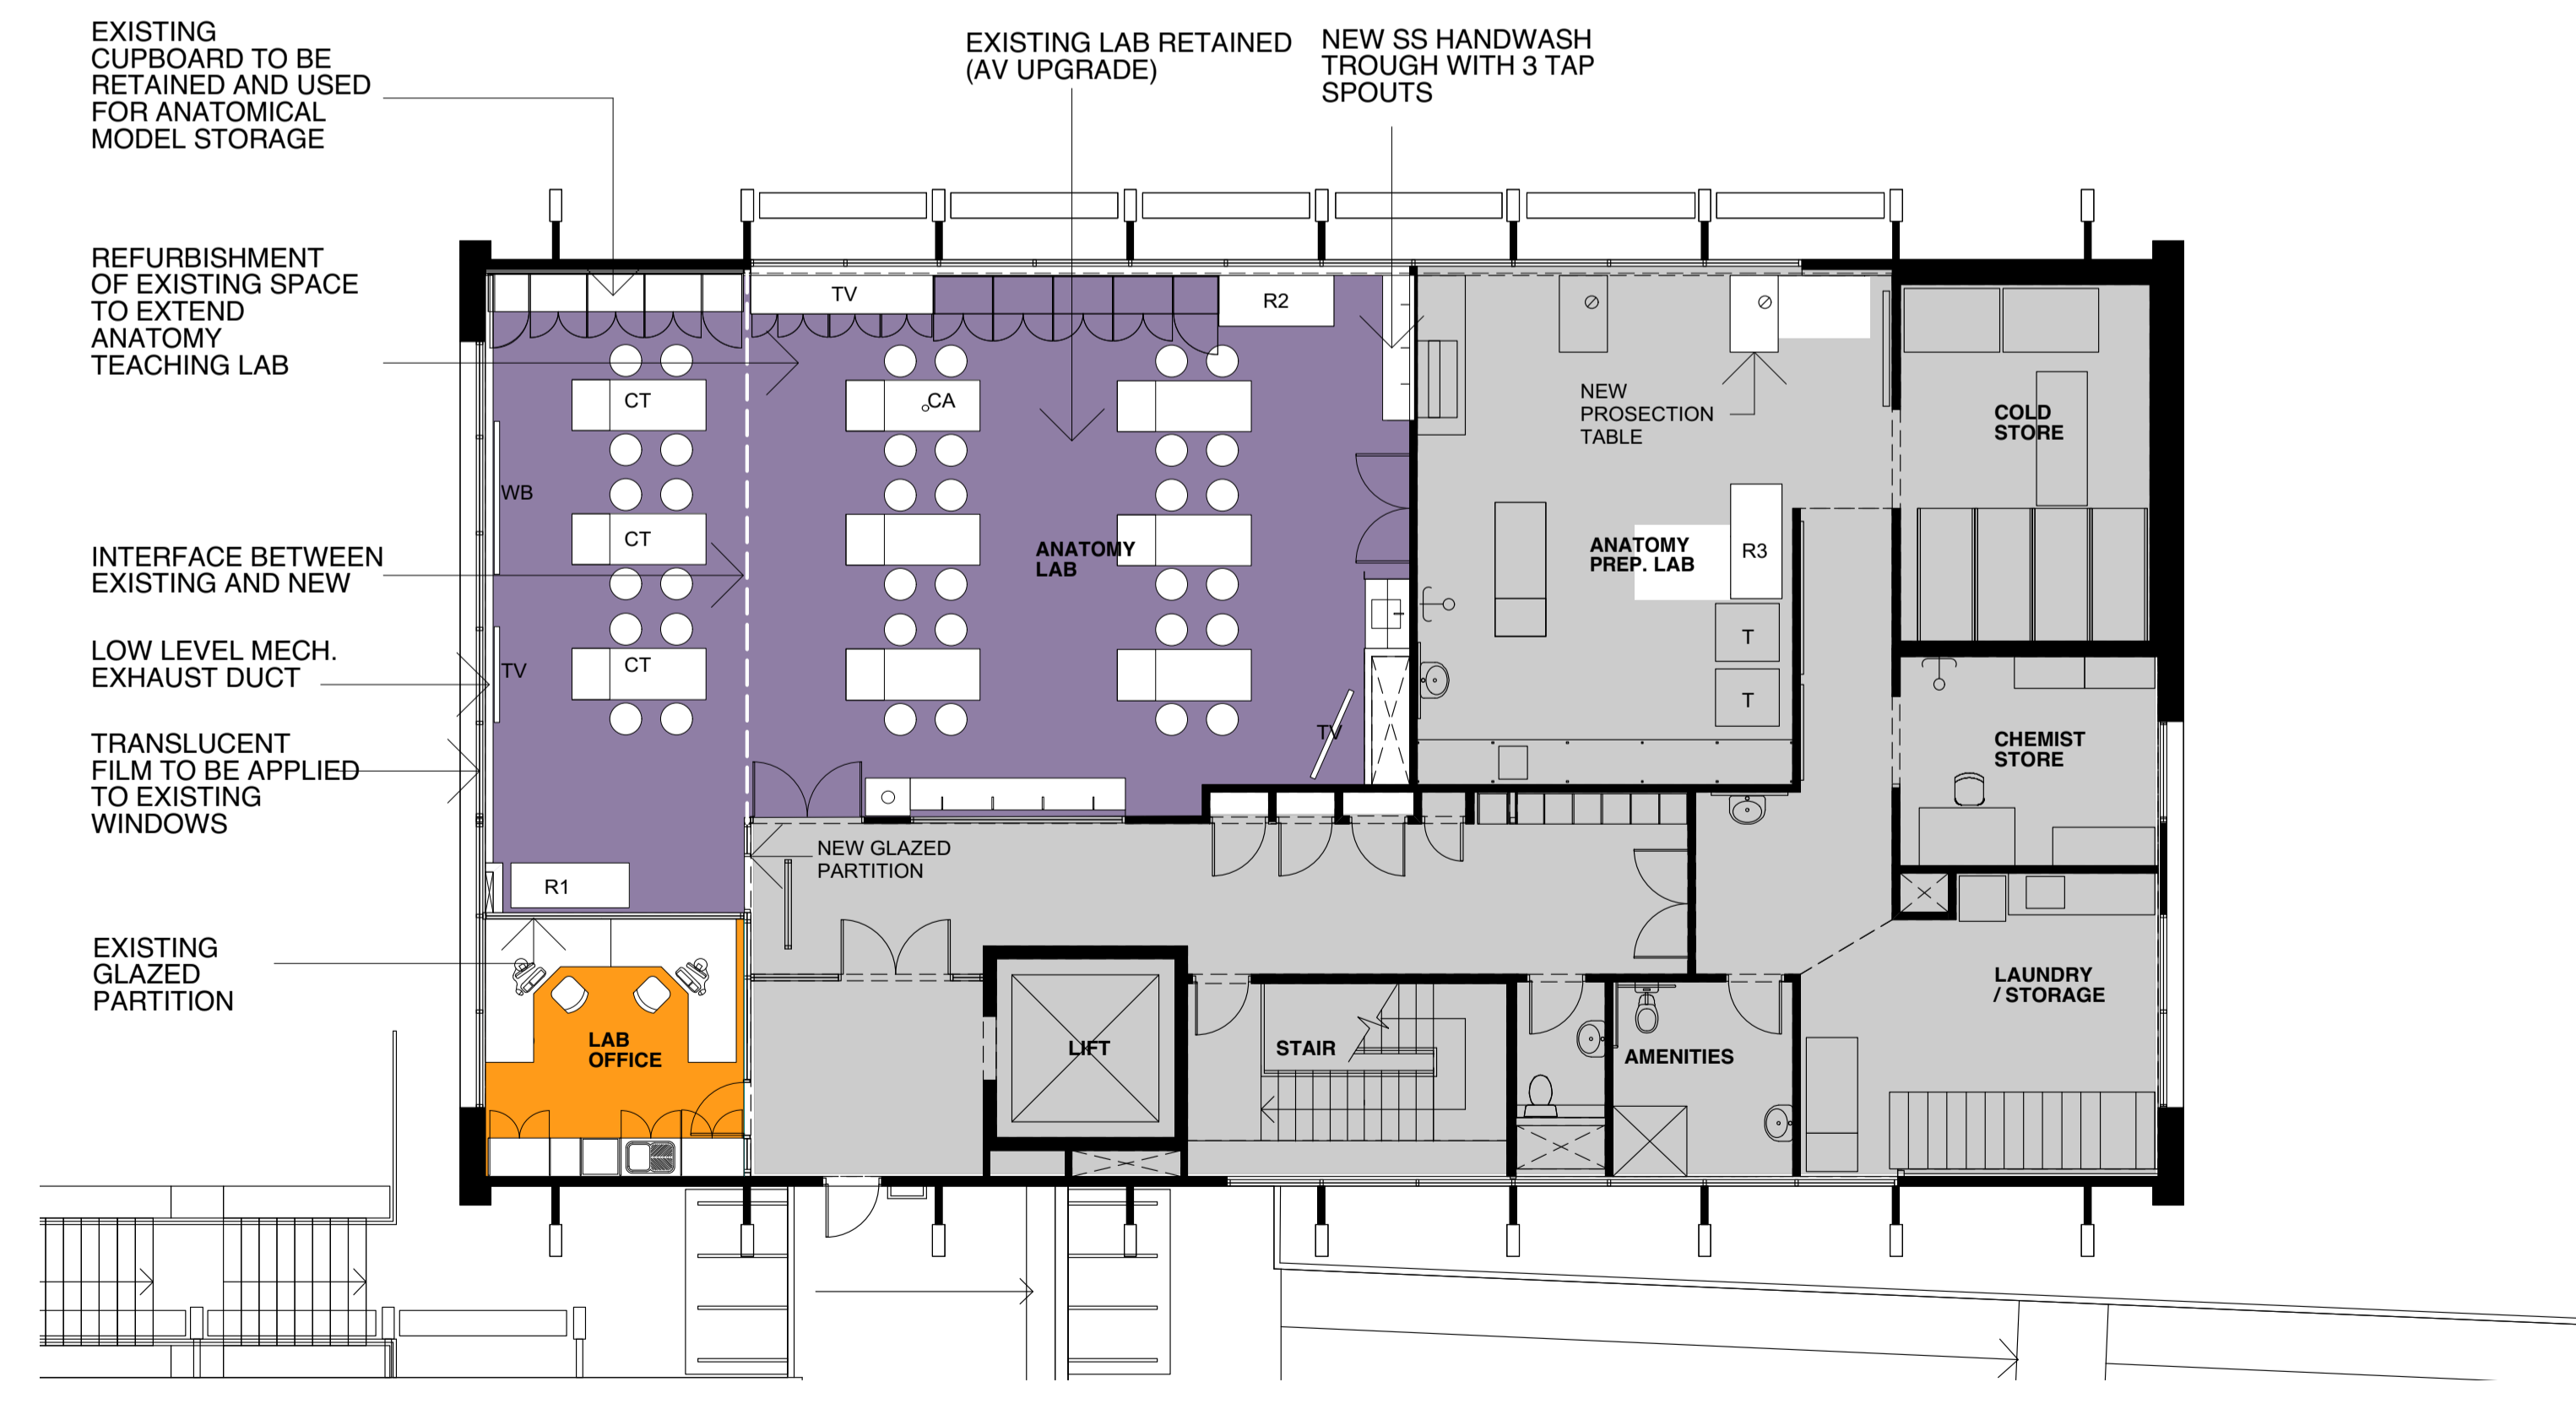 EXISTING
CUPBOARD TO BE
RETAINED AND USED
FOR ANATOMICAL
MODEL STORAGE
EXISTING LAB RETAINED
(AV UPGRADE)
NEW SS HANDWASH
TROUGH WITH 3 TAP
SPOUTS
REFURBISHMENT
OF EXISTING SPACE
TO EXTEND
ANATOMY
TEACHING LAB
INTERFACE BETWEEN
EXISTING AND NEW
LOW LEVEL MECH.
EXHAUST DUCT
TRANSLUCENT
FILM TO BE APPLIED
TO EXISTING
WINDOWS
EXISTING
GLAZED
PARTITION
TV
R2
CT
CA
WB
CT
ANATOMY
LAB
TV
CT
TV
R1
NEW GLAZED
PARTITION
NEW
PROSECTION
TABLE
ANATOMY
PREP. LAB
R3
T
T
COLD
STORE
CHEMIST
STORE
LAUNDRY
/ STORAGE
LAB
OFFICE
LIFT
STAIR
AMENITIES